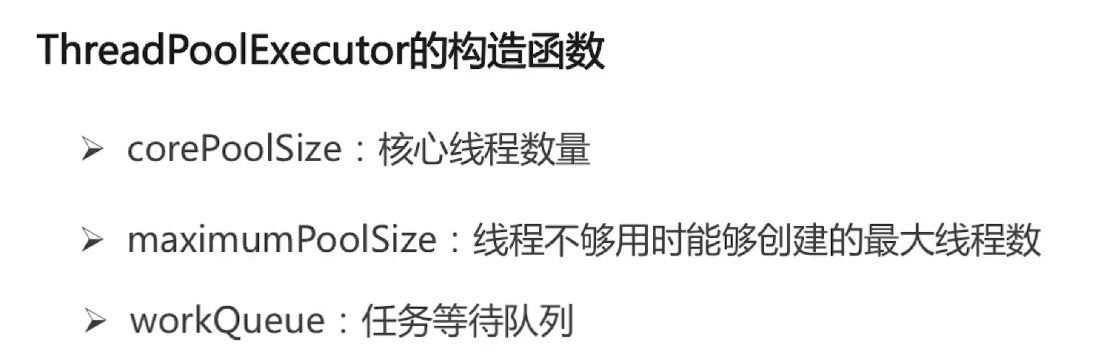 ThreadPoolExecutor的构造函数
➢ corePoolSize：核心线程数量
➢ maximumPoolSize：线程不够用时能够创建的最大线程数
➢ workQueue：任务等待队列